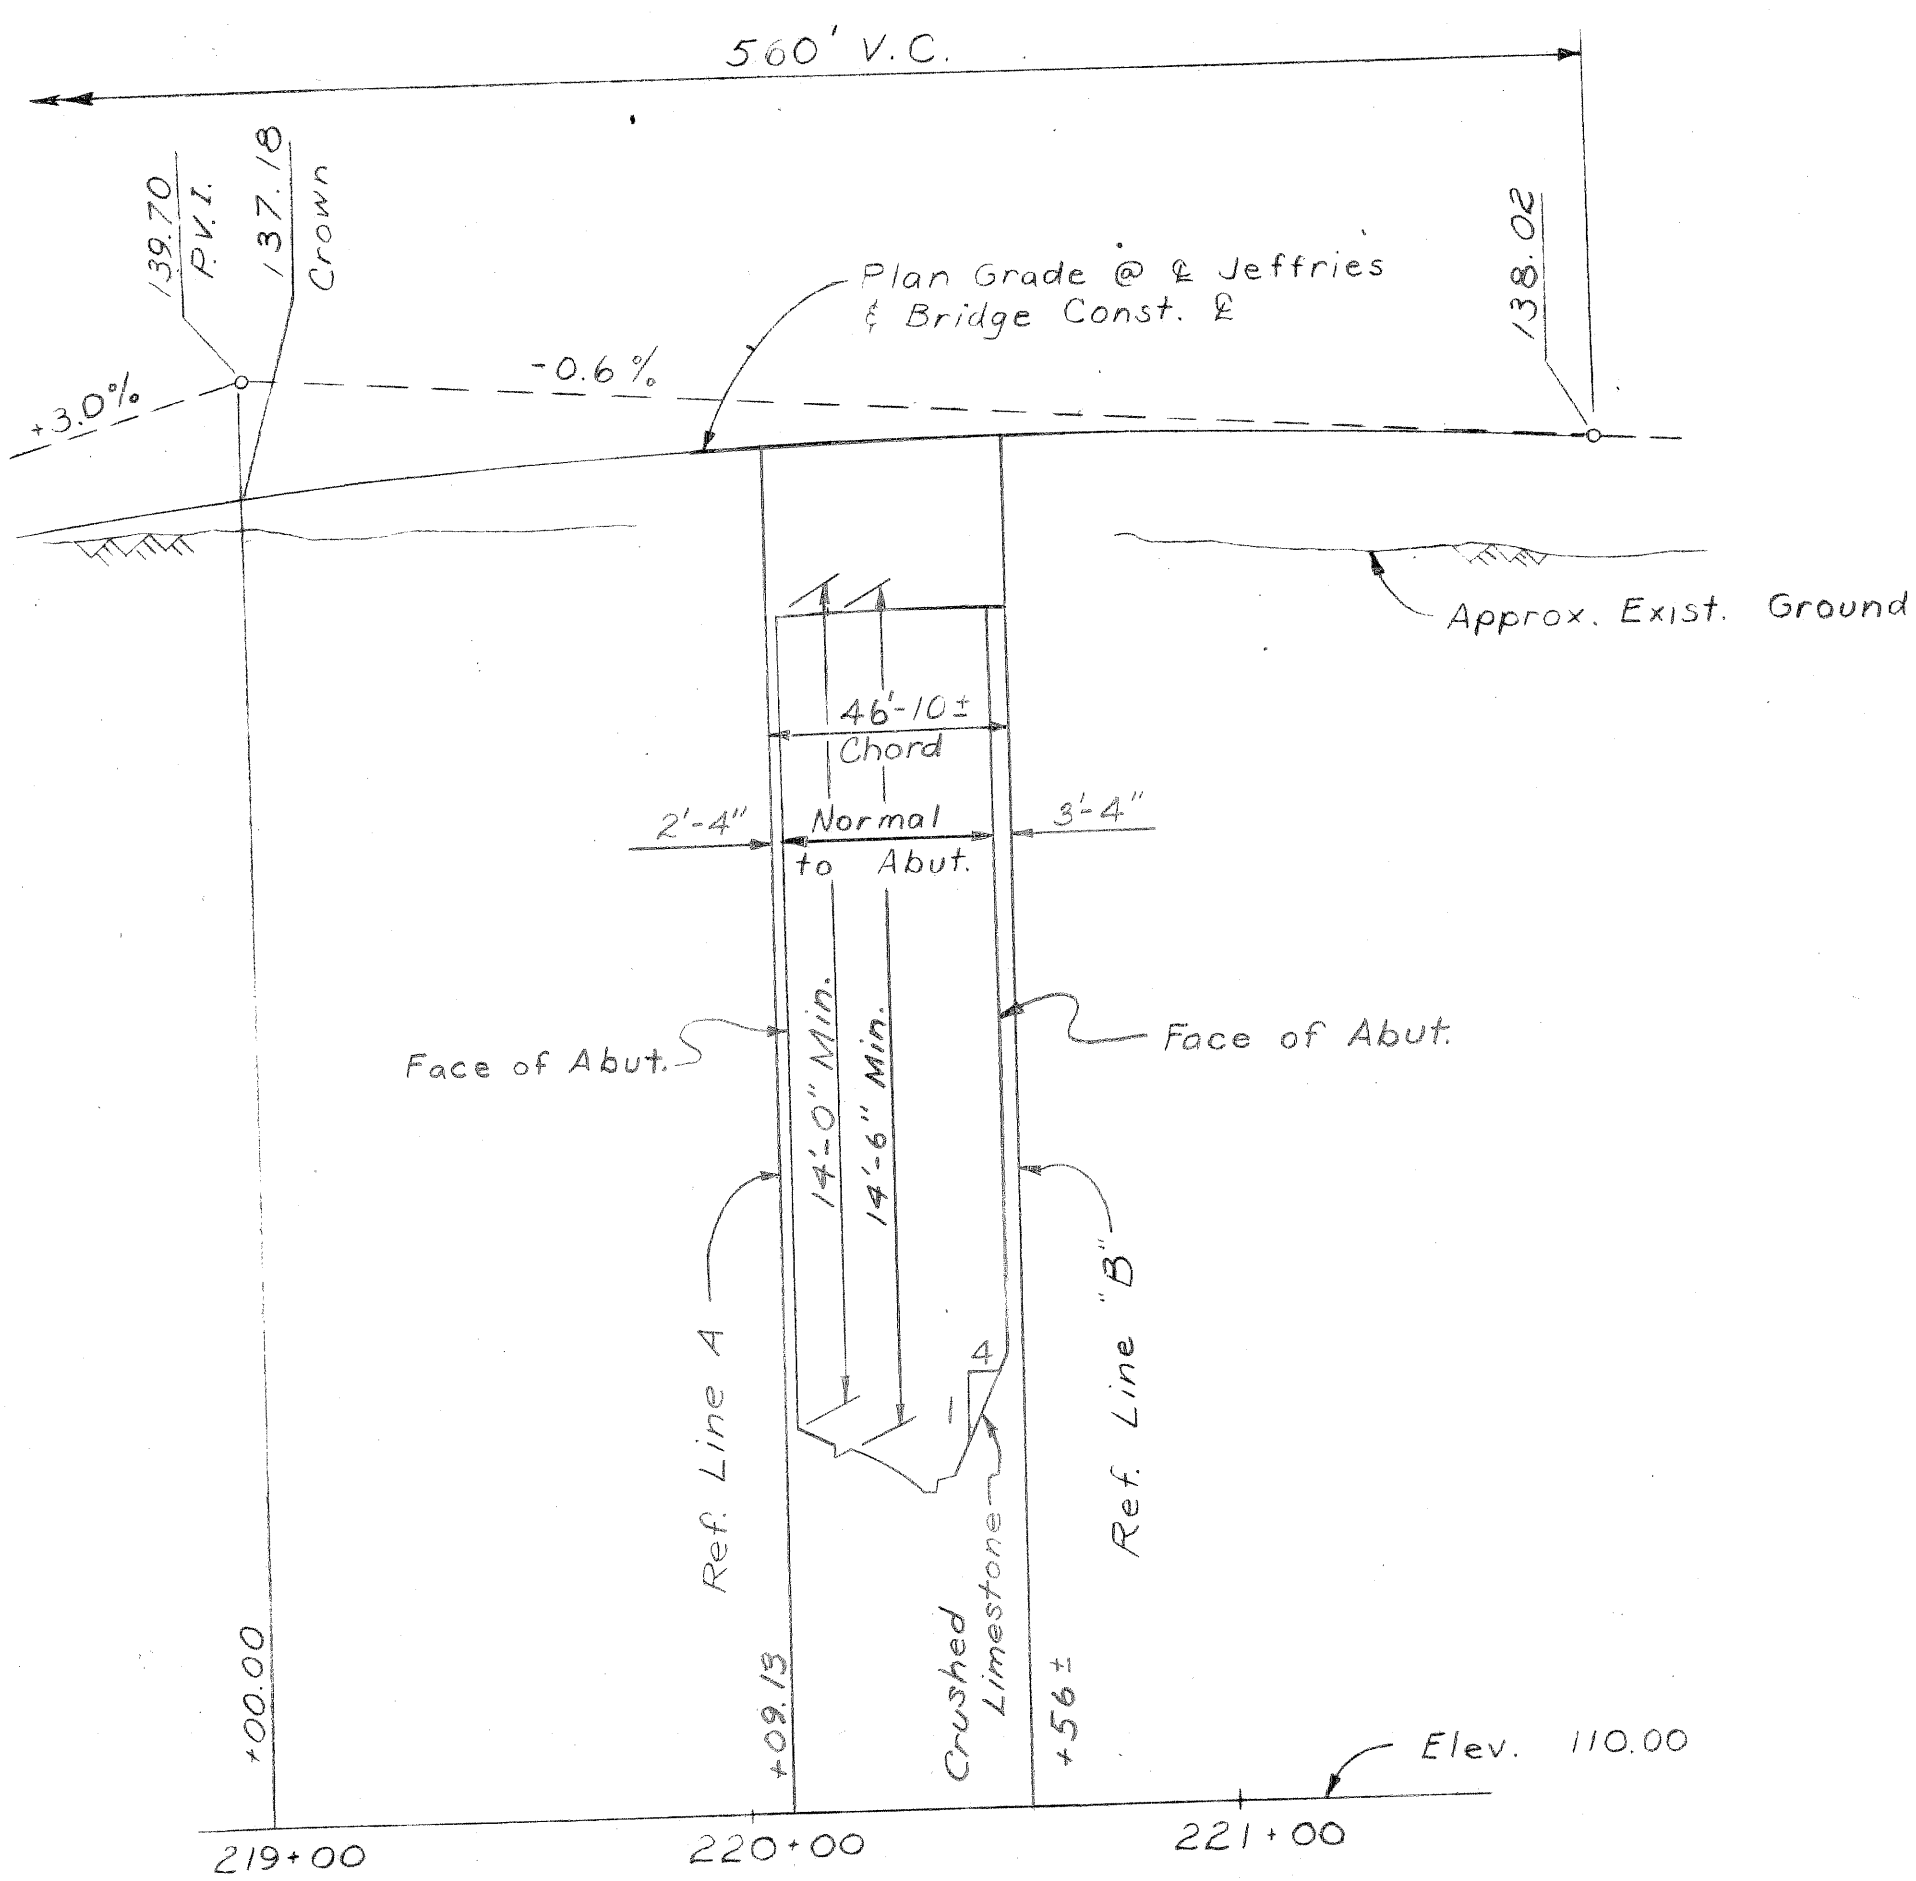 560' V.C.
139.70
P.V.I.
137.18
Crown
138.02
Plan Grade @ ℄ Jeffries
& Bridge Const. ℄
+3.0%
-0.6%
Approx. Exist. Ground
46'-10±
Chord
2'-4"
Normal
to Abut.
3'-4"
Face of Abut.
14'-0" Min.
14'-6" Min.
Face of Abut.
Ref. Line A
Ref. Line "B"
4
1
Crushed
Limestone
+00.00
+09.13
+56±
Elev. 110.00
219+00
220+00
221+00